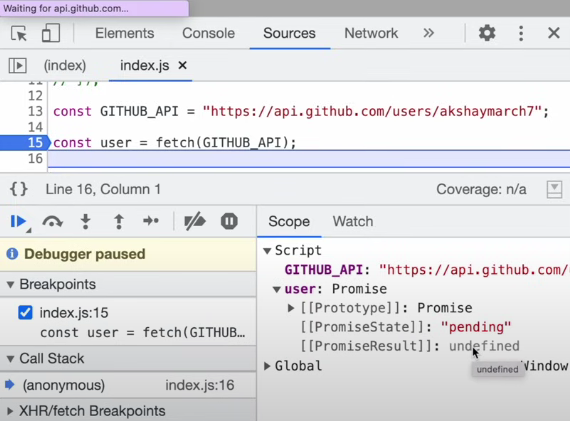 Waiting for api.github.com...
Elements Console Sources Network »
(index) index.js ×
11 // });
12
13 const GITHUB_API = "https://api.github.com/users/akshaymarch7";
14
15 const user = fetch(GITHUB_API);
16
{} Line 16, Column 1 Coverage: n/a
Scope Watch
Debugger paused
Breakpoints
index.js:15
const user = fetch(GITHUB…
Call Stack
(anonymous) index.js:16
XHR/fetch Breakpoints
Script
GITHUB_API: "https://api.github.com/
user: Promise
[[Prototype]]: Promise
[[PromiseState]]: "pending"
[[PromiseResult]]: undefined
Global Window
undefined